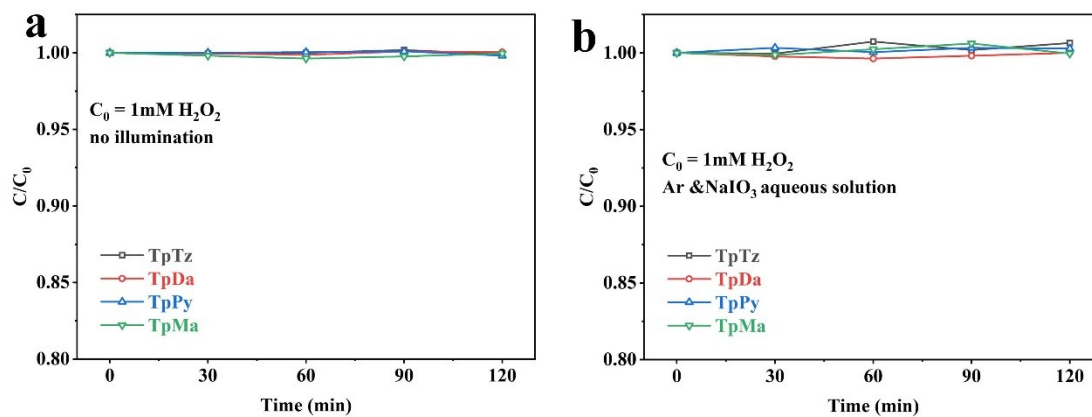 a
1.00
0.95
0.90
0.85
0.80
C/C₀
C₀ = 1mM H₂O₂
no illumination
TpTz
TpDa
TpPy
TpMa
0 30 60 90 120
Time (min)
b
1.00
0.95
0.90
0.85
0.80
C/C₀
C₀ = 1mM H₂O₂
Ar &NaIO₃ aqueous solution
TpTz
TpDa
TpPy
TpMa
0 30 60 90 120
Time (min)